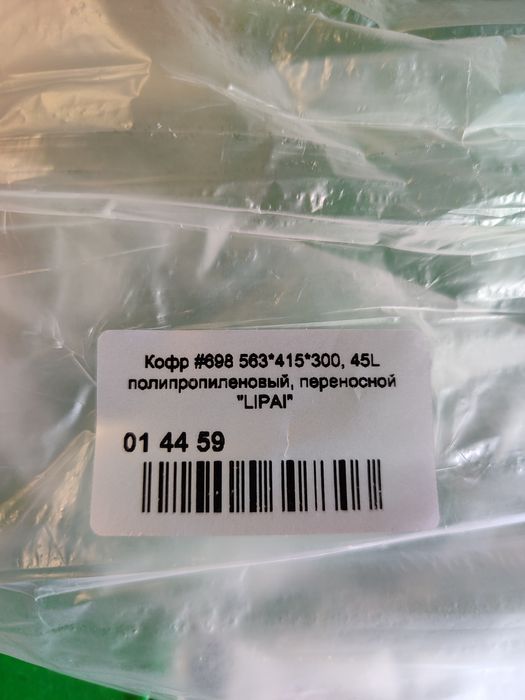 Кофр #698 563*415*300, 45L
полипропиленовый, переносной
"LIPAI"
01 44 59